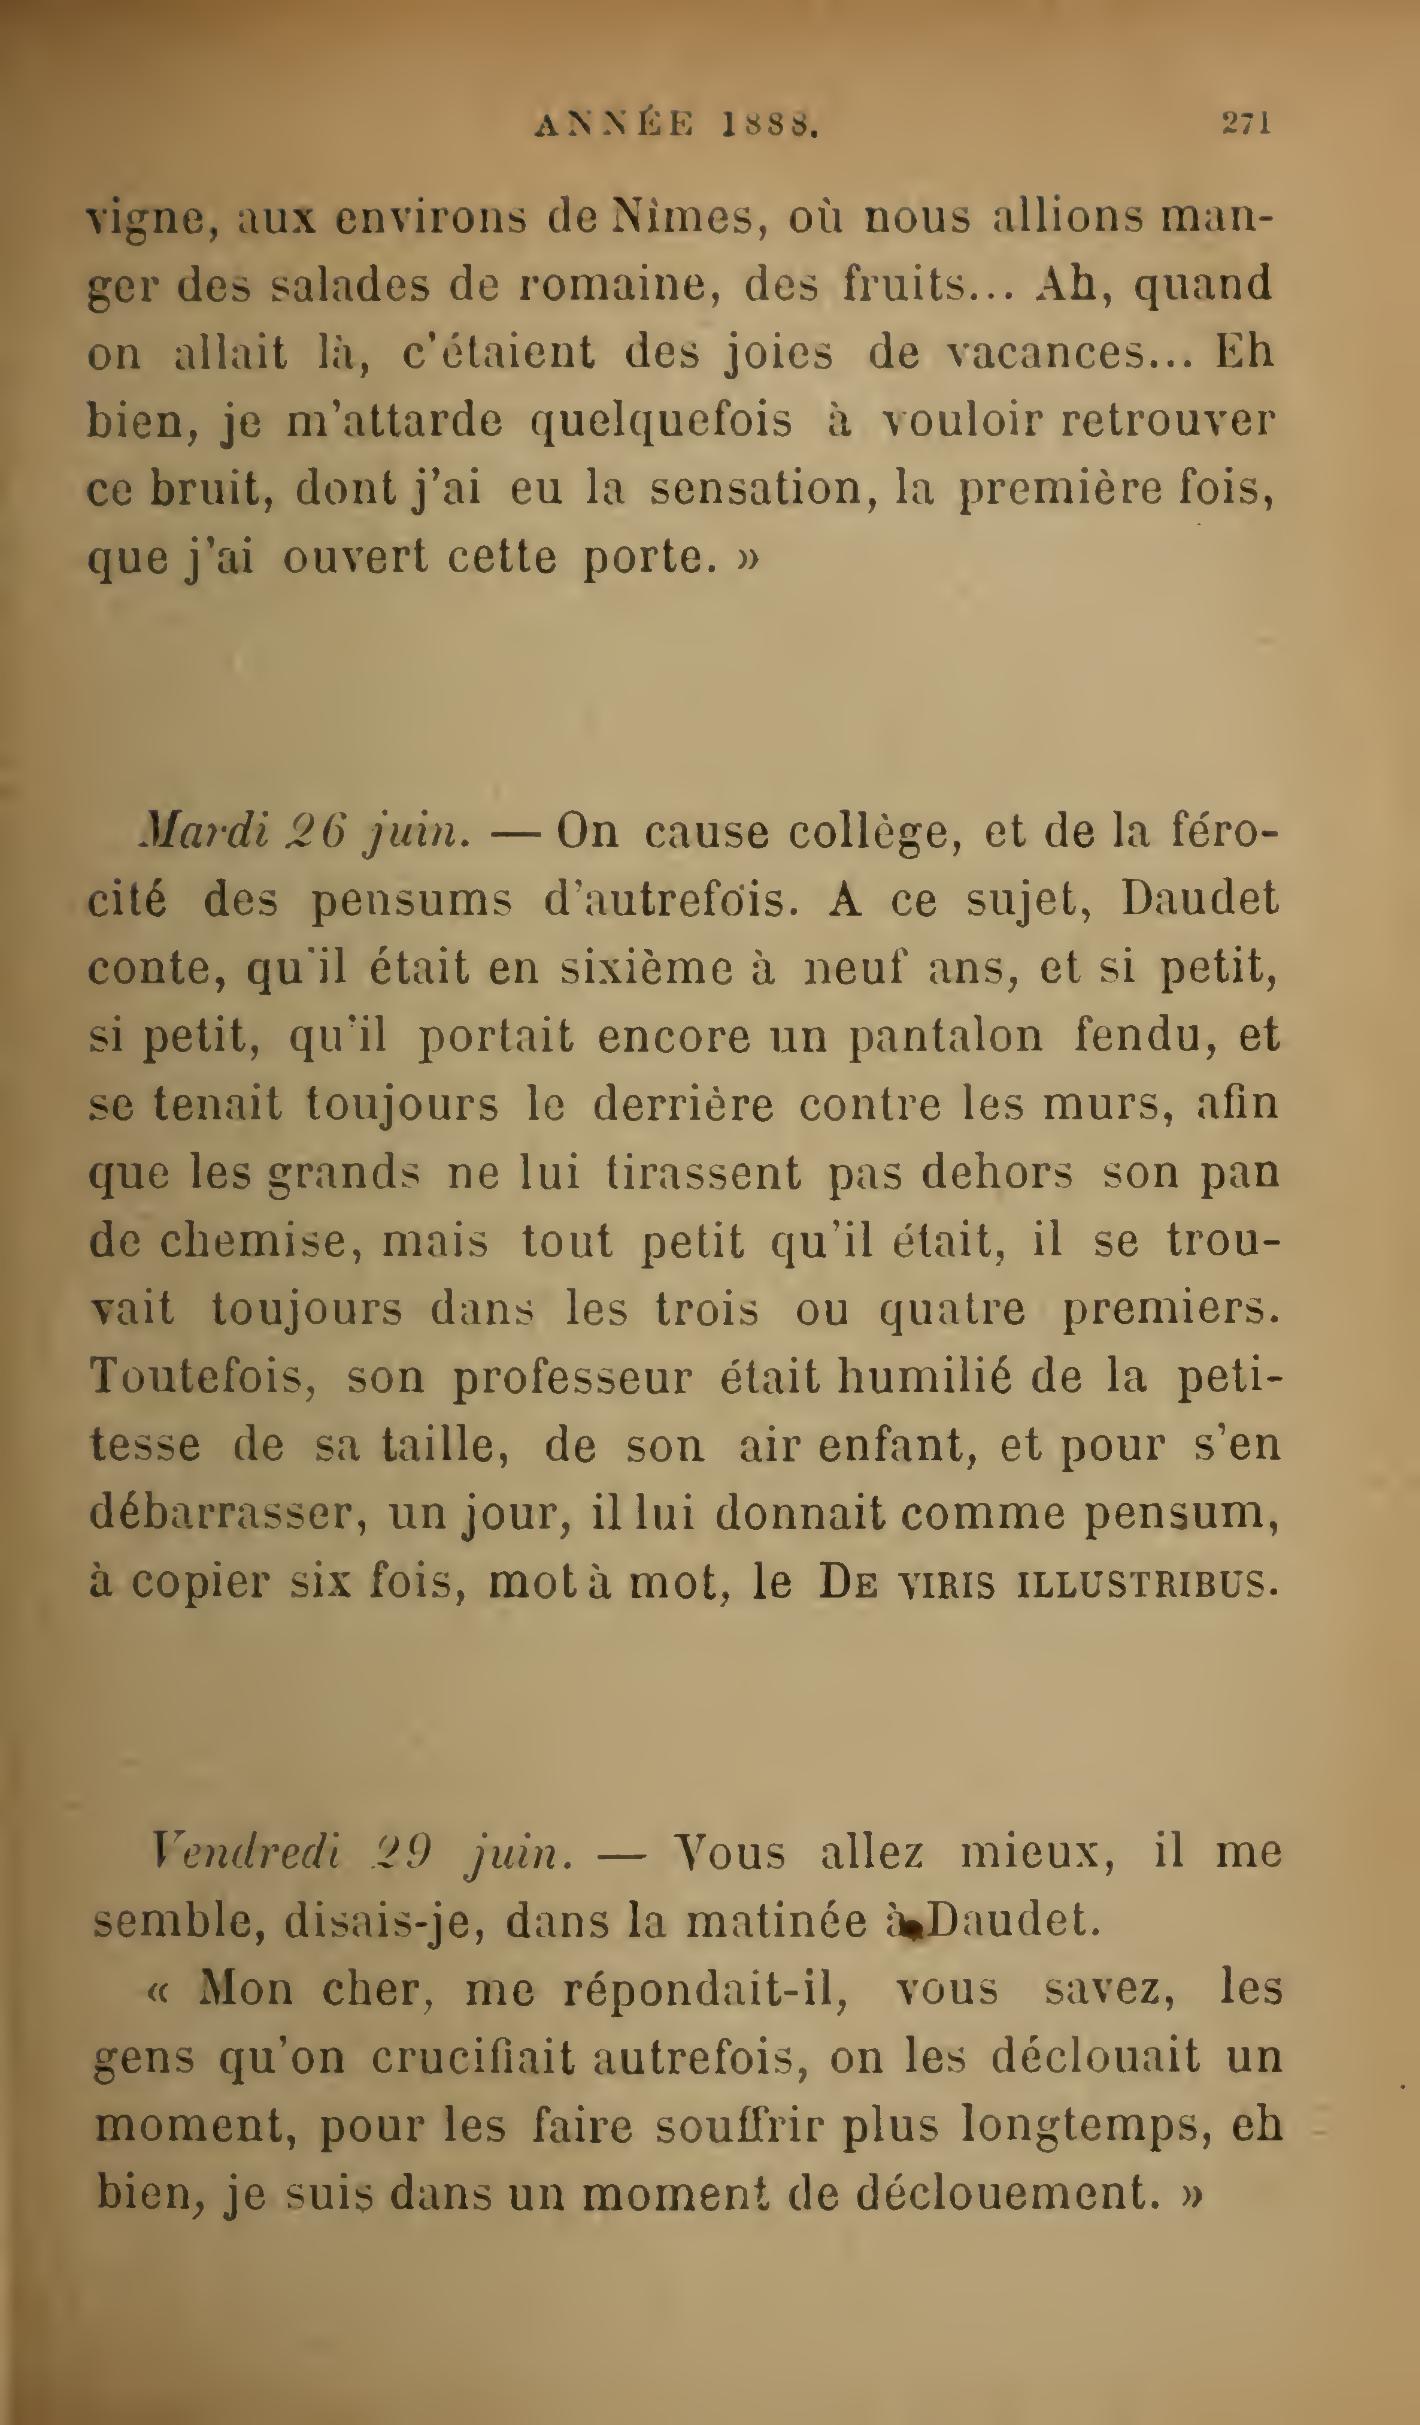 ANNÉE 1888. 271
vigne, aux environs de Nîmes, où nous allions man-
ger des salades de romaine, des fruits... Ah, quand
on allait là, c'étaient des joies de vacances... Eh
bien, je m'attarde quelquefois à vouloir retrouver
ce bruit, dont j'ai eu la sensation, la première fois,
que j'ai ouvert cette porte. »
Mardi 26 juin. — On cause collège, et de la féro-
cité des pensums d'autrefois. A ce sujet, Daudet
conte, qu'il était en sixième à neuf ans, et si petit,
si petit, qu'il portait encore un pantalon fendu, et
se tenait toujours le derrière contre les murs, afin
que les grands ne lui tirassent pas dehors son pan
de chemise, mais tout petit qu'il était, il se trou-
vait toujours dans les trois ou quatre premiers.
Toutefois, son professeur était humilié de la peti-
tesse de sa taille, de son air enfant, et pour s'en
débarrasser, un jour, il lui donnait comme pensum,
à copier six fois, mot à mot, le DE VIRIS ILLUSTRIBUS.
Vendredi 29 juin. — Vous allez mieux, il me
semble, disais-je, dans la matinée à Daudet.
« Mon cher, me répondait-il, vous savez, les
gens qu'on crucifiait autrefois, on les déclouait un
moment, pour les faire souffrir plus longtemps, eh
bien, je suis dans un moment de déclouement. »